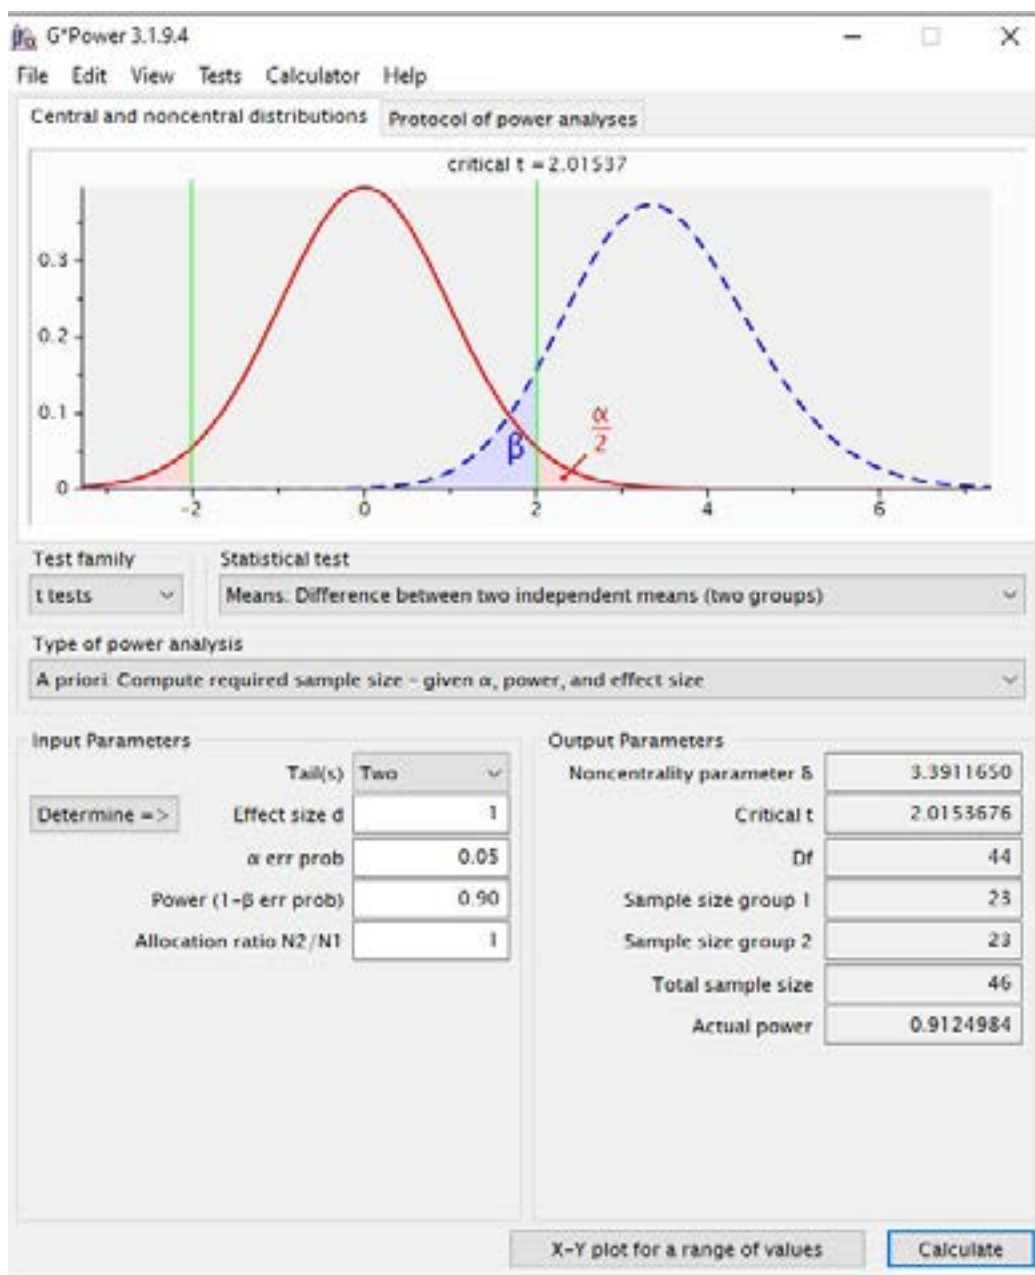 G*Power 3.1.9.4
File Edit View Tests Calculator Help
Central and noncentral distributions Protocol of power analyses
critical t = 2.01537
0.3
0.2
0.1
0
β
α
2
-2 0 2 4 6
Test family Statistical test
t tests Means: Difference between two independent means (two groups)
Type of power analysis
A priori: Compute required sample size - given α, power, and effect size
Input Parameters
Tail(s) Two
Determine => Effect size d 1
α err prob 0.05
Power (1-β err prob) 0.90
Allocation ratio N2/N1 1
Output Parameters
Noncentrality parameter δ 3.3911650
Critical t 2.0153676
Df 44
Sample size group 1 23
Sample size group 2 23
Total sample size 46
Actual power 0.9124984
X-Y plot for a range of values Calculate